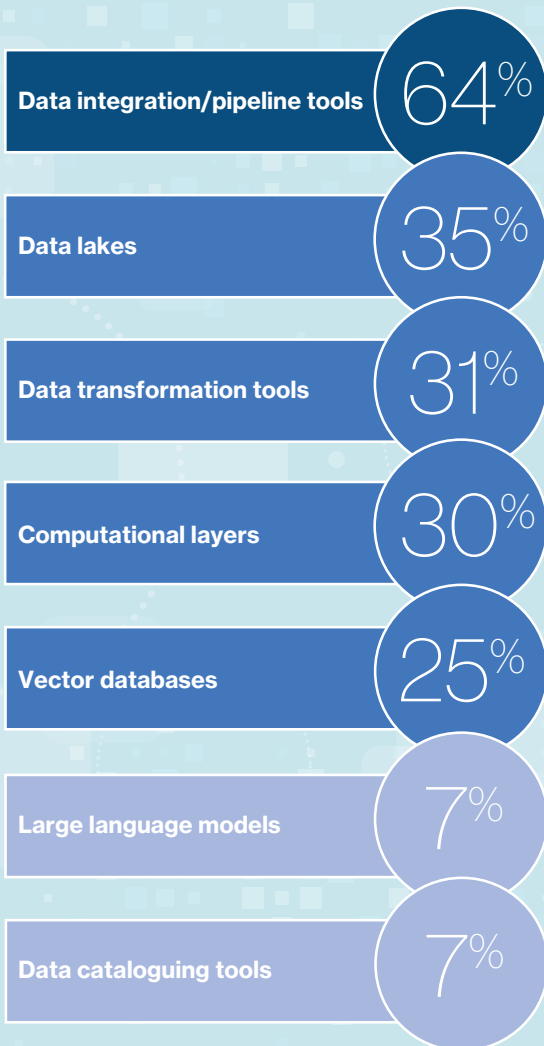 Data integration/pipeline tools 64%
Data lakes 35%
Data transformation tools 31%
Computational layers 30%
Vector databases 25%
Large language models 7%
Data cataloguing tools 7%